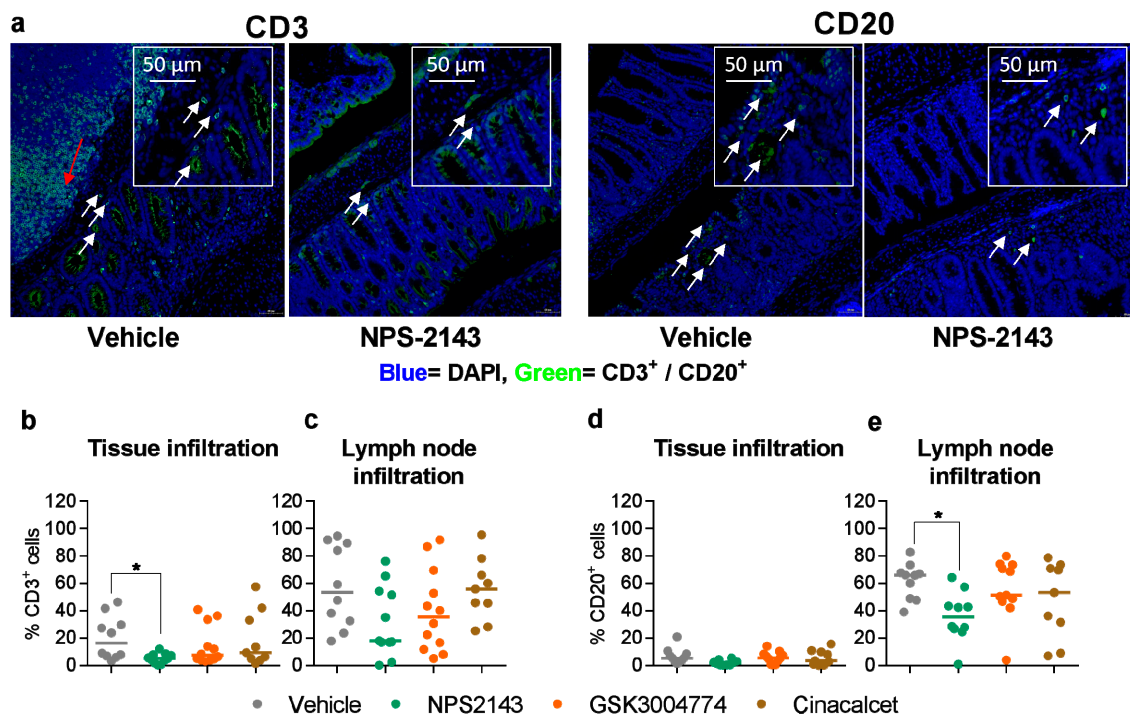 a
CD3
CD20
50 µm
50 µm
50 µm
50 µm
Vehicle
NPS-2143
Vehicle
NPS-2143
Blue= DAPI, Green= CD3+ / CD20+
b
Tissue infiltration
c
Lymph node
infiltration
d
Tissue infiltration
e
Lymph node
infiltration
% CD3+ cells
120
100
80
60
40
20
0
*
120
100
80
60
40
20
0
% CD20+ cells
120
100
80
60
40
20
0
120
100
80
60
40
20
0
*
Vehicle
NPS2143
GSK3004774
Cinacalcet